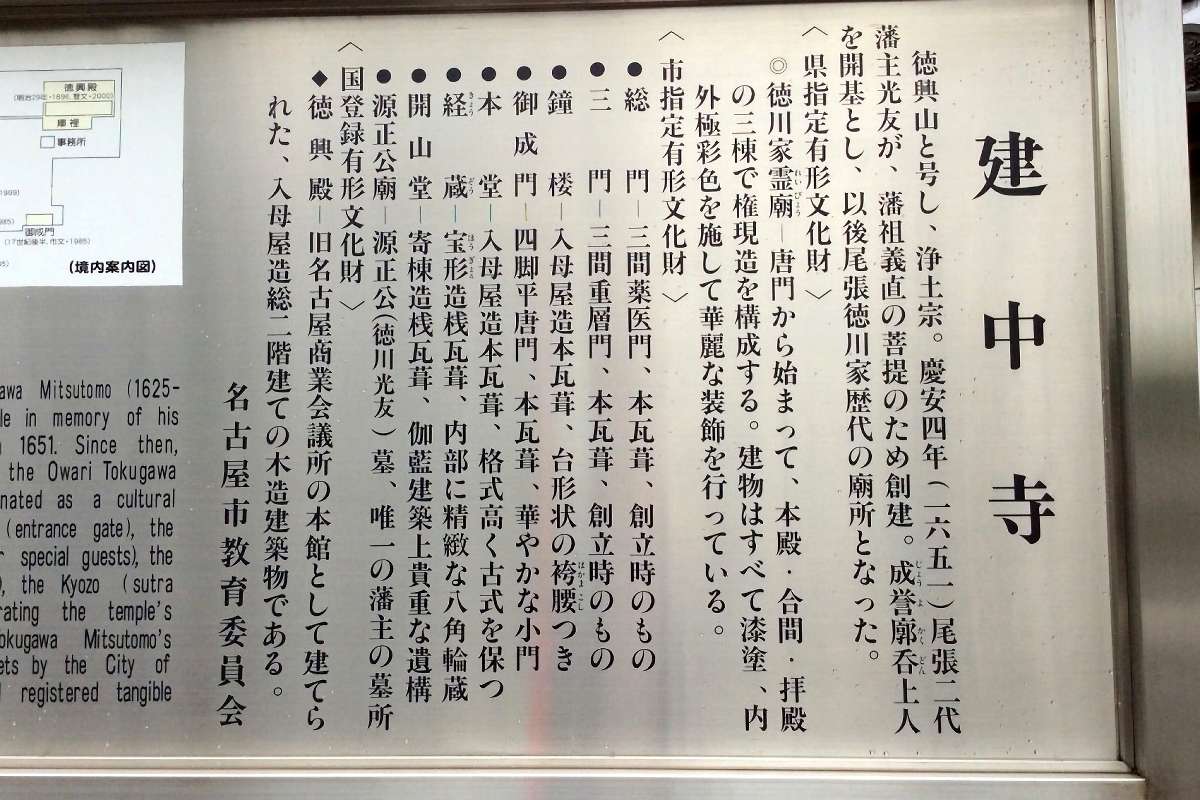 建中寺
徳興山と号し、浄土宗。慶安四年(一六五一)尾張二代
藩主光友が、藩祖義直の菩提のため創建。成誉廓呑上人
を開基とし、以後尾張徳川家歴代の廟所となった。
〈県指定有形文化財〉
◎徳川家霊廟―唐門から始まって、本殿・合間・拝殿
の三棟で権現造を構成する。建物はすべて漆塗、内
外極彩色を施して華麗な装飾を行っている。
〈市指定有形文化財〉
●総門―三間薬医門、本瓦葺、創立時のもの
●三門―三間重層門、本瓦葺、創立時のもの
●鐘楼―入母屋造本瓦葺、台形状の袴腰つき
●御成門―四脚平唐門、本瓦葺、華やかな小門
●本堂―入母屋造本瓦葺、格式高く古式を保つ
●経蔵―宝形造桟瓦葺、内部に精緻な八角輪蔵
●開山堂―寄棟造桟瓦葺、伽藍建築上貴重な遺構
●源正公廟―源正公(徳川光友)墓、唯一の藩主の墓所
〈国登録有形文化財〉
◆徳興殿―旧名古屋商業会議所の本館として建てら
れた、入母屋造総二階建ての木造建築物である。
名古屋市教育委員会
徳興殿
(明治29年・1896, 登文・2000)
庫裡
事務所
御成門
(17世紀後半, 市文・1985)
(境内案内図)
Mitsutomo (1625-
in memory of his
1651. Since then,
the Owari Tokugawa
as a cultural
(entrance gate), the
special guests), the
the Kyozo (sutra
the temple's
Mitsutomo's
by the City of
registered tangible